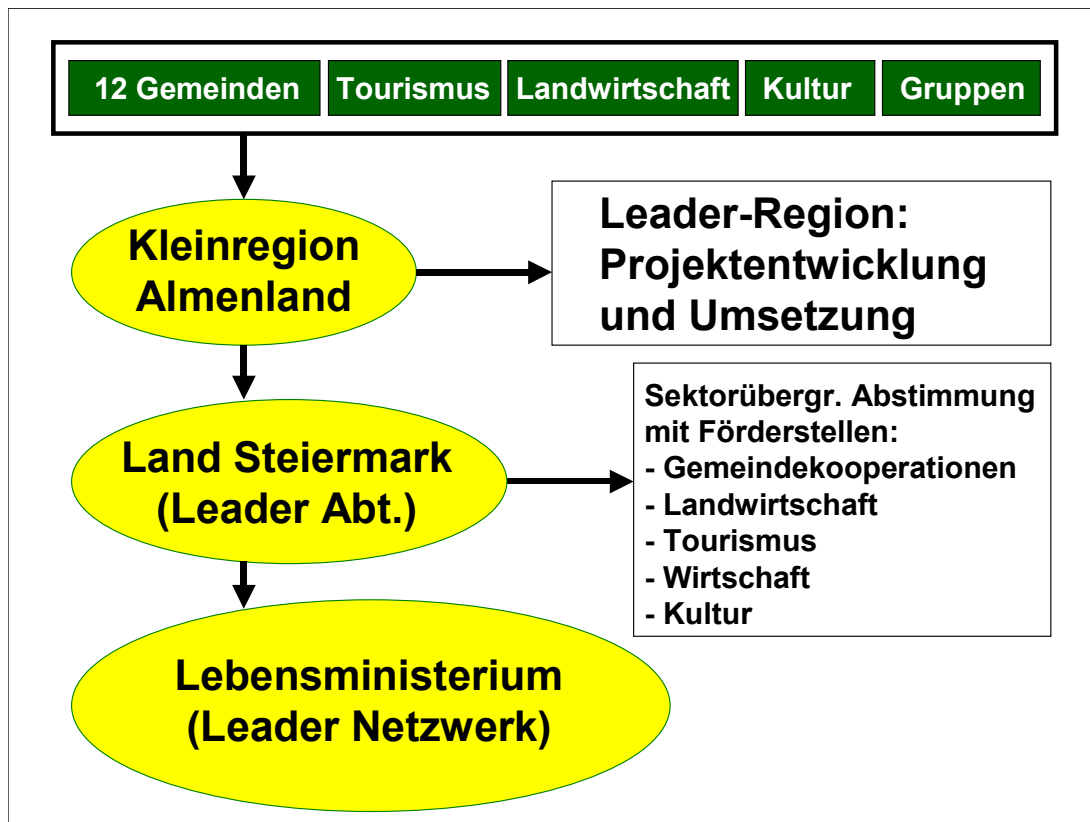 12 Gemeinden
Tourismus
Landwirtschaft
Kultur
Gruppen
Kleinregion
Almenland
Leader-Region:
Projektentwicklung
und Umsetzung
Land Steiermark
(Leader Abt.)
Sektorübergr. Abstimmung
mit Förderstellen:
- Gemeindekooperationen
- Landwirtschaft
- Tourismus
- Wirtschaft
- Kultur
Lebensministerium
(Leader Netzwerk)